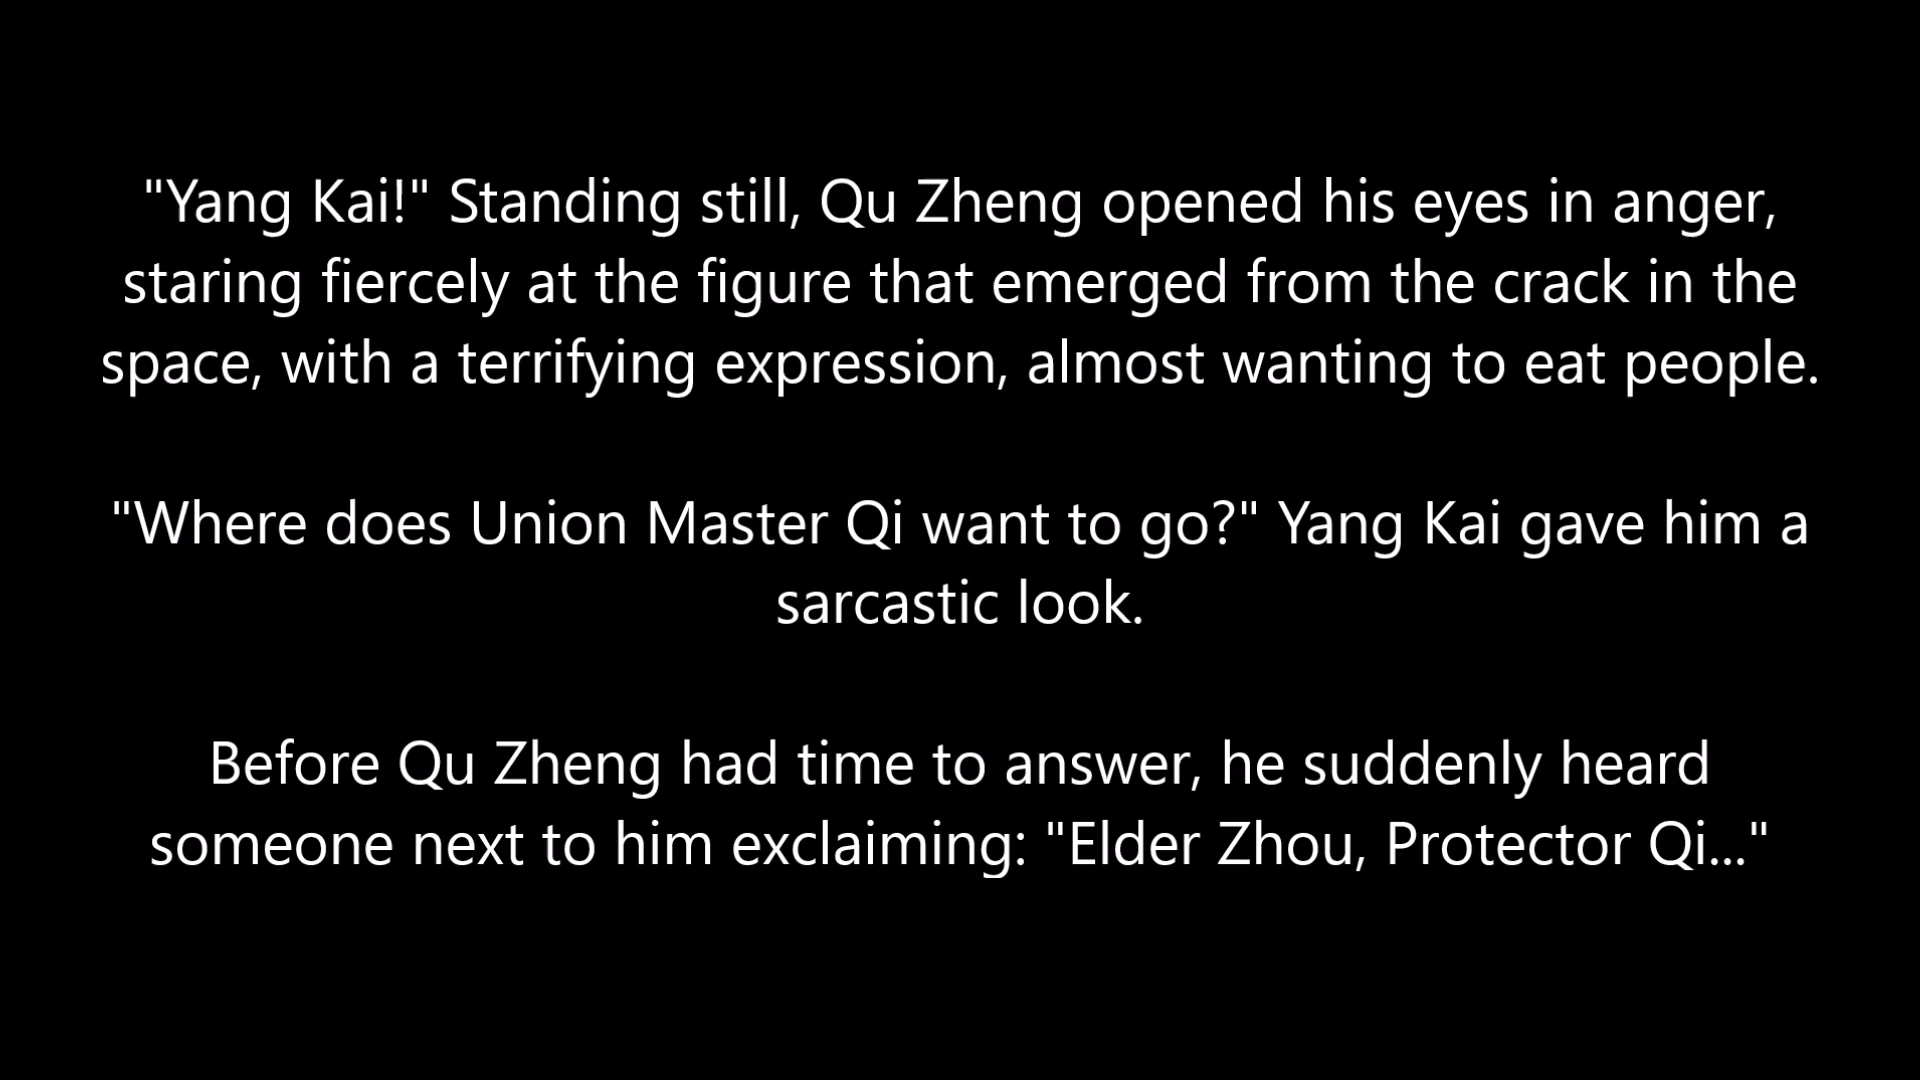 "Yang Kai!" Standing still, Qu Zheng opened his eyes in anger,
staring fiercely at the figure that emerged from the crack in the
space, with a terrifying expression, almost wanting to eat people.
"Where does Union Master Qi want to go?" Yang Kai gave him a
sarcastic look.
Before Qu Zheng had time to answer, he suddenly heard
someone next to him exclaiming: "Elder Zhou, Protector Qi..."